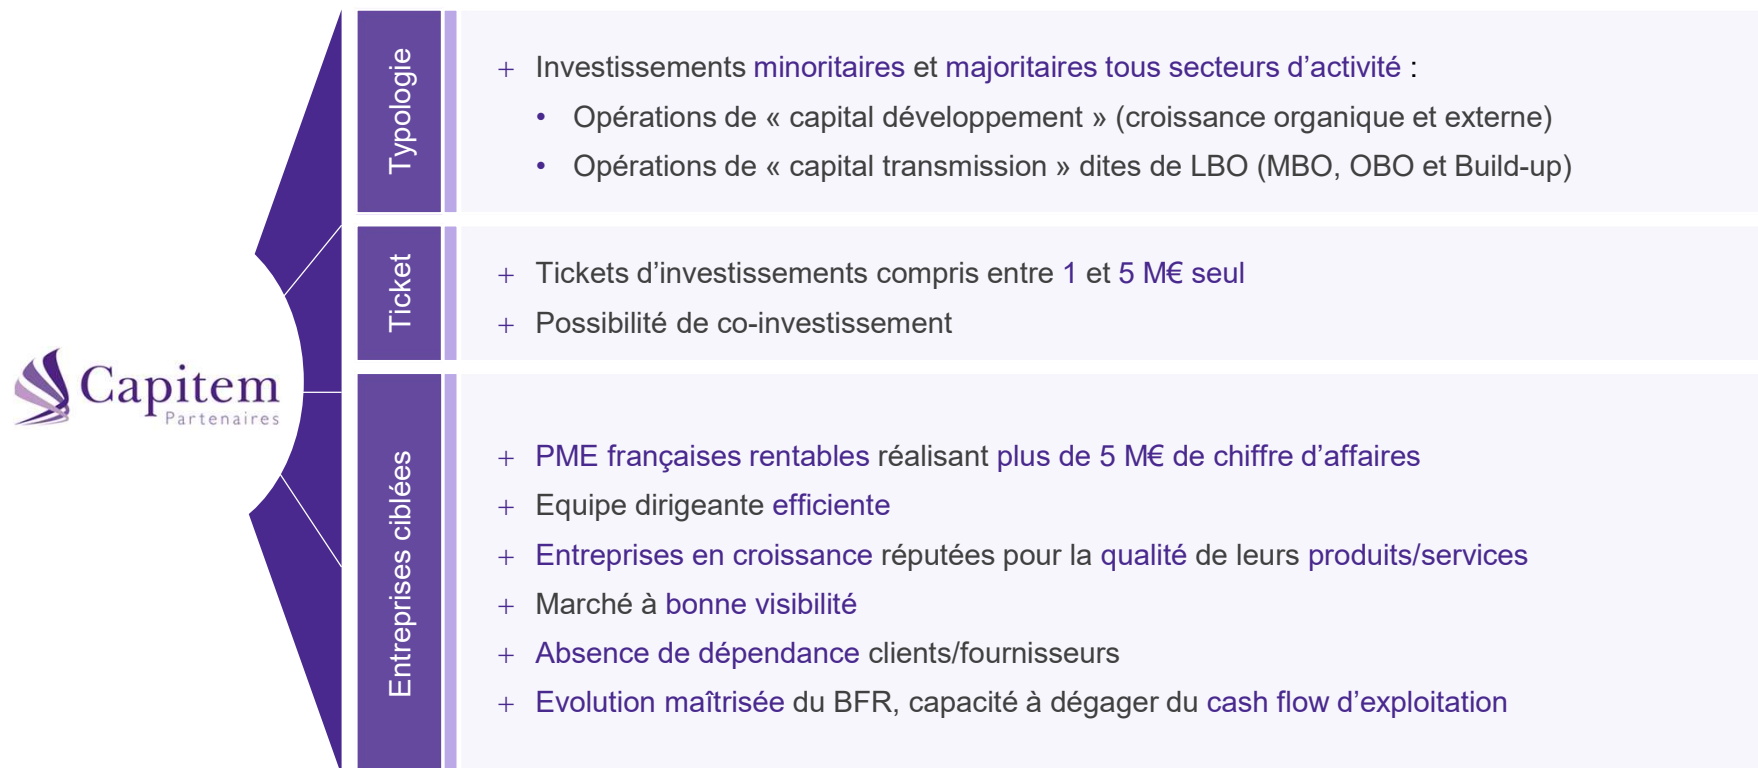 Capitem
Partenaires
Typologie
+ Investissements minoritaires et majoritaires tous secteurs d’activité :
• Opérations de « capital développement » (croissance organique et externe)
• Opérations de « capital transmission » dites de LBO (MBO, OBO et Build-up)
Ticket
+ Tickets d’investissements compris entre 1 et 5 M€ seul
+ Possibilité de co-investissement
Entreprises ciblées
+ PME françaises rentables réalisant plus de 5 M€ de chiffre d’affaires
+ Equipe dirigeante efficiente
+ Entreprises en croissance réputées pour la qualité de leurs produits/services
+ Marché à bonne visibilité
+ Absence de dépendance clients/fournisseurs
+ Evolution maîtrisée du BFR, capacité à dégager du cash flow d’exploitation